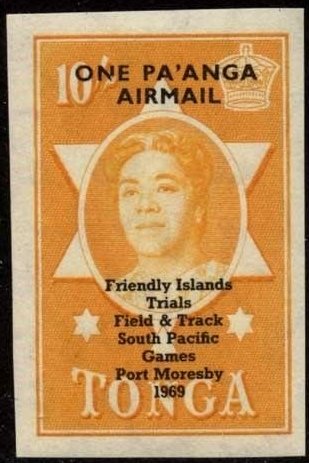 10/-
ONE PA'ANGA
AIRMAIL
Friendly Islands
Trials
Field & Track
South Pacific
Games
Port Moresby
1969
TONGA